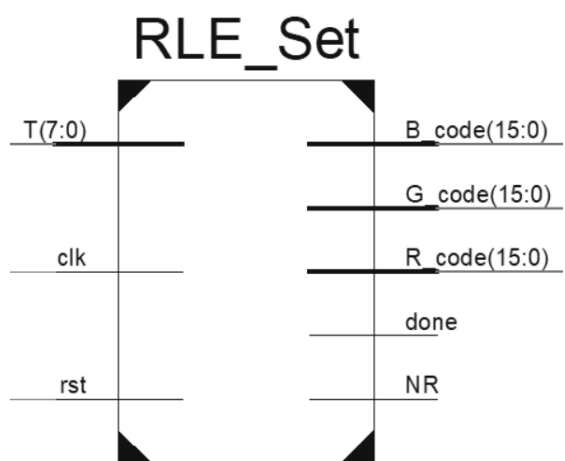 RLE_Set
T(7:0)
B_code(15:0)
G_code(15:0)
clk
R_code(15:0)
done
rst
NR